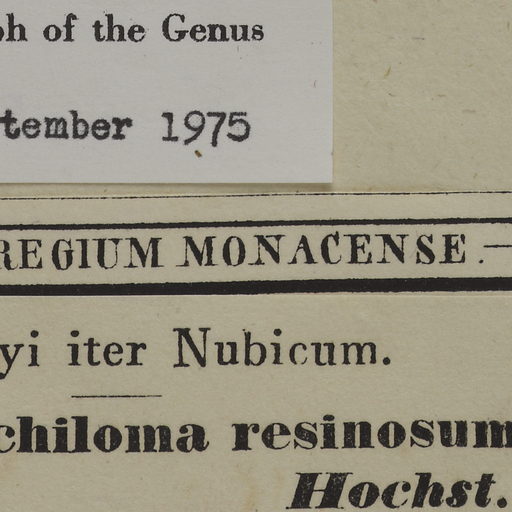 ph of the Genus
tember 1975
REGIUM MONACENSE.
yi iter Nubicum.
chiloma resinosum
Hochst.